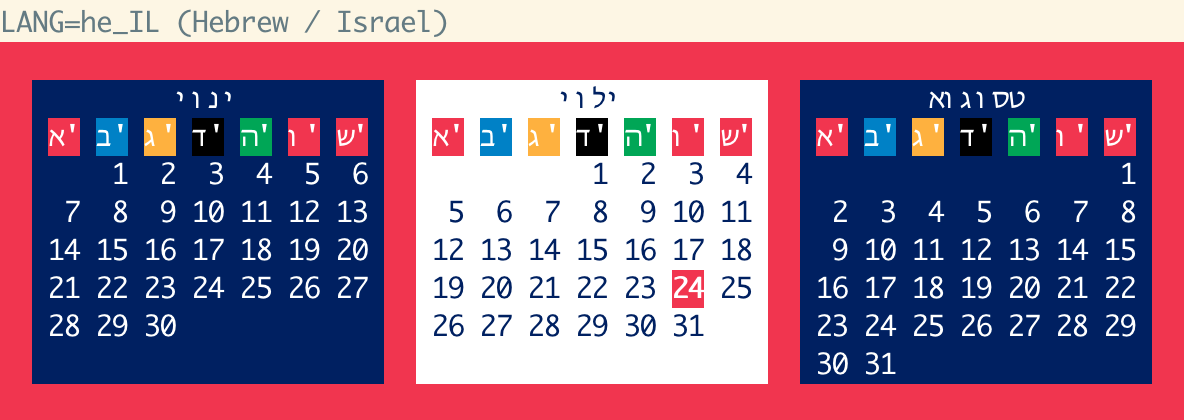 LANG=he_IL (Hebrew / Israel)
ינוי
'א 'ב 'ג 'ד 'ה 'ו 'ש
1 2 3 4 5 6
7 8 9 10 11 12 13
14 15 16 17 18 19 20
21 22 23 24 25 26 27
28 29 30
ילוי
'א 'ב 'ג 'ד 'ה 'ו 'ש
1 2 3 4
5 6 7 8 9 10 11
12 13 14 15 16 17 18
19 20 21 22 23 24 25
26 27 28 29 30 31
טסוגוא
'א 'ב 'ג 'ד 'ה 'ו 'ש
1
2 3 4 5 6 7 8
9 10 11 12 13 14 15
16 17 18 19 20 21 22
23 24 25 26 27 28 29
30 31